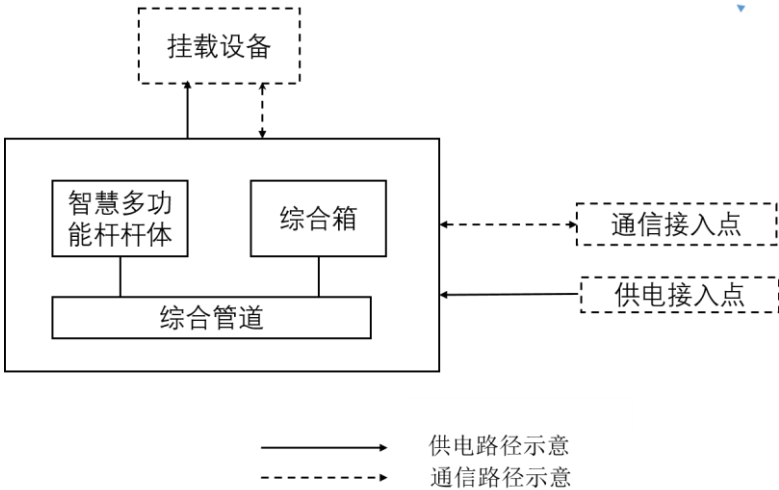 挂载设备
智慧多功
能杆杆体
综合箱
通信接入点
供电接入点
综合管道
供电路径示意
通信路径示意